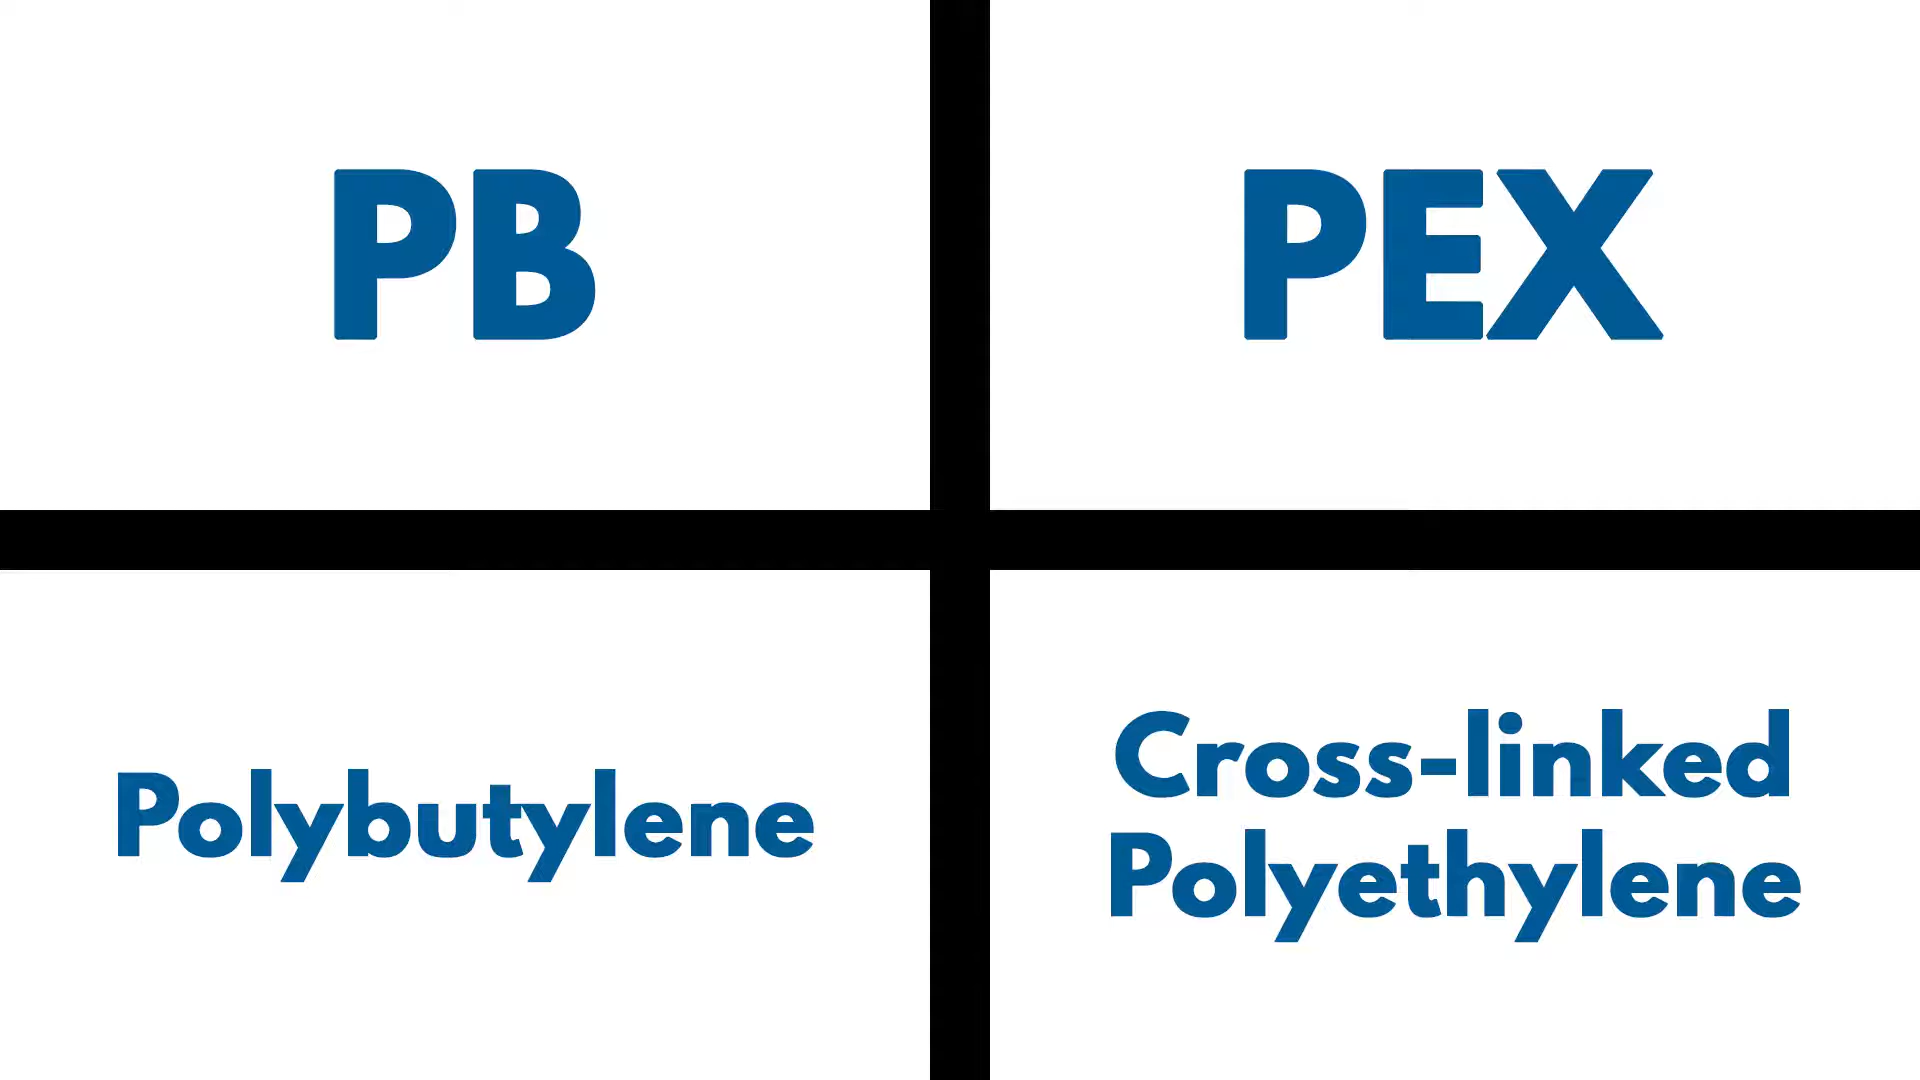 PB
PEX
Polybutylene
Cross-linked
Polyethylene